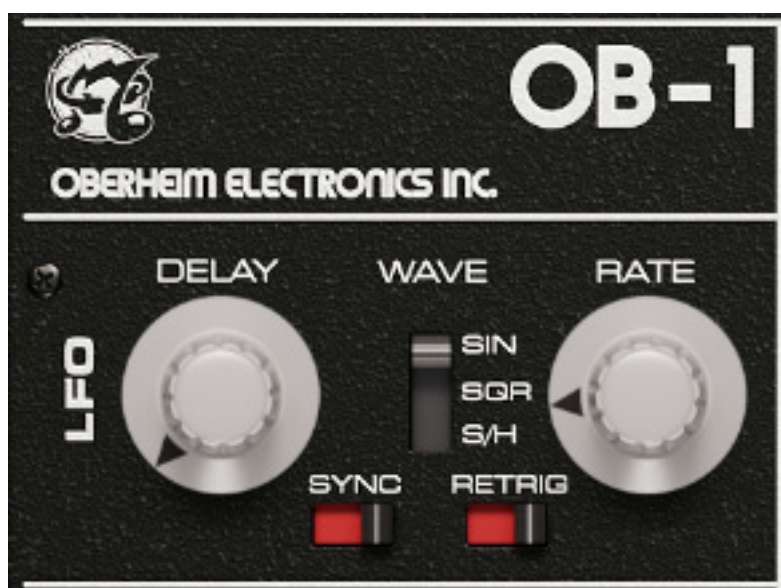 OB-1
OBERHEIM ELECTRONICS INC.
DELAY WAVE RATE
LFO
SIN
SQR
S/H
SYNC RETRIG